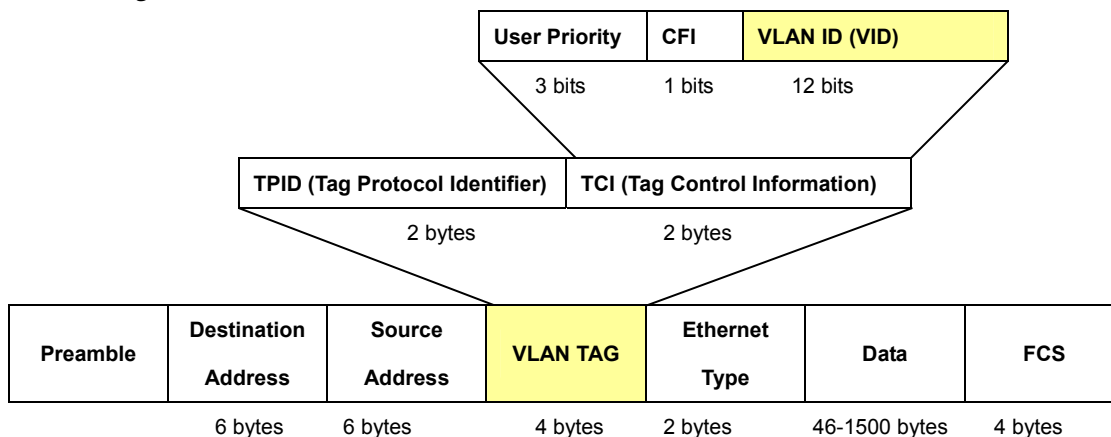 User Priority CFI VLAN ID (VID)
3 bits 1 bits 12 bits
TPID (Tag Protocol Identifier) TCI (Tag Control Information)
2 bytes 2 bytes
Preamble Destination Address Source Address VLAN TAG Ethernet Type Data FCS
6 bytes 6 bytes 4 bytes 2 bytes 46-1500 bytes 4 bytes